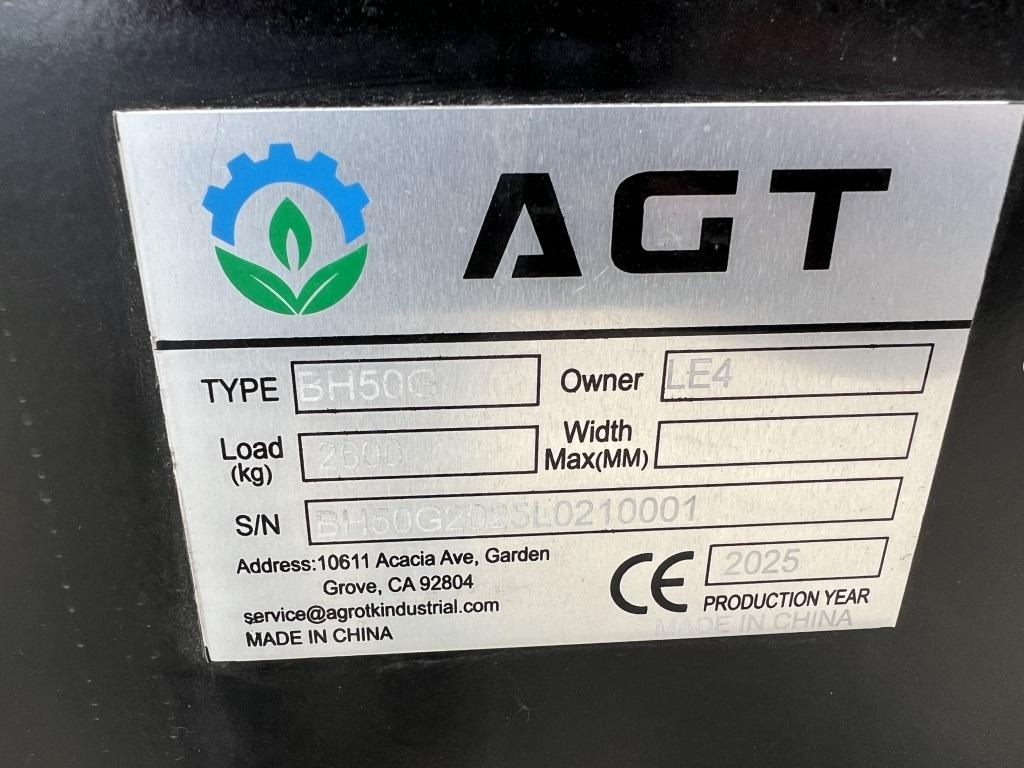 AGT
TYPE BH50G Owner LE4
Load (kg) 2600 Width Max(MM)
S/N BH50G2025L0210001
Address:10611 Acacia Ave, Garden
Grove, CA 92804
service@agrotkindustrial.com
MADE IN CHINA
CE 2025
PRODUCTION YEAR
MADE IN CHINA